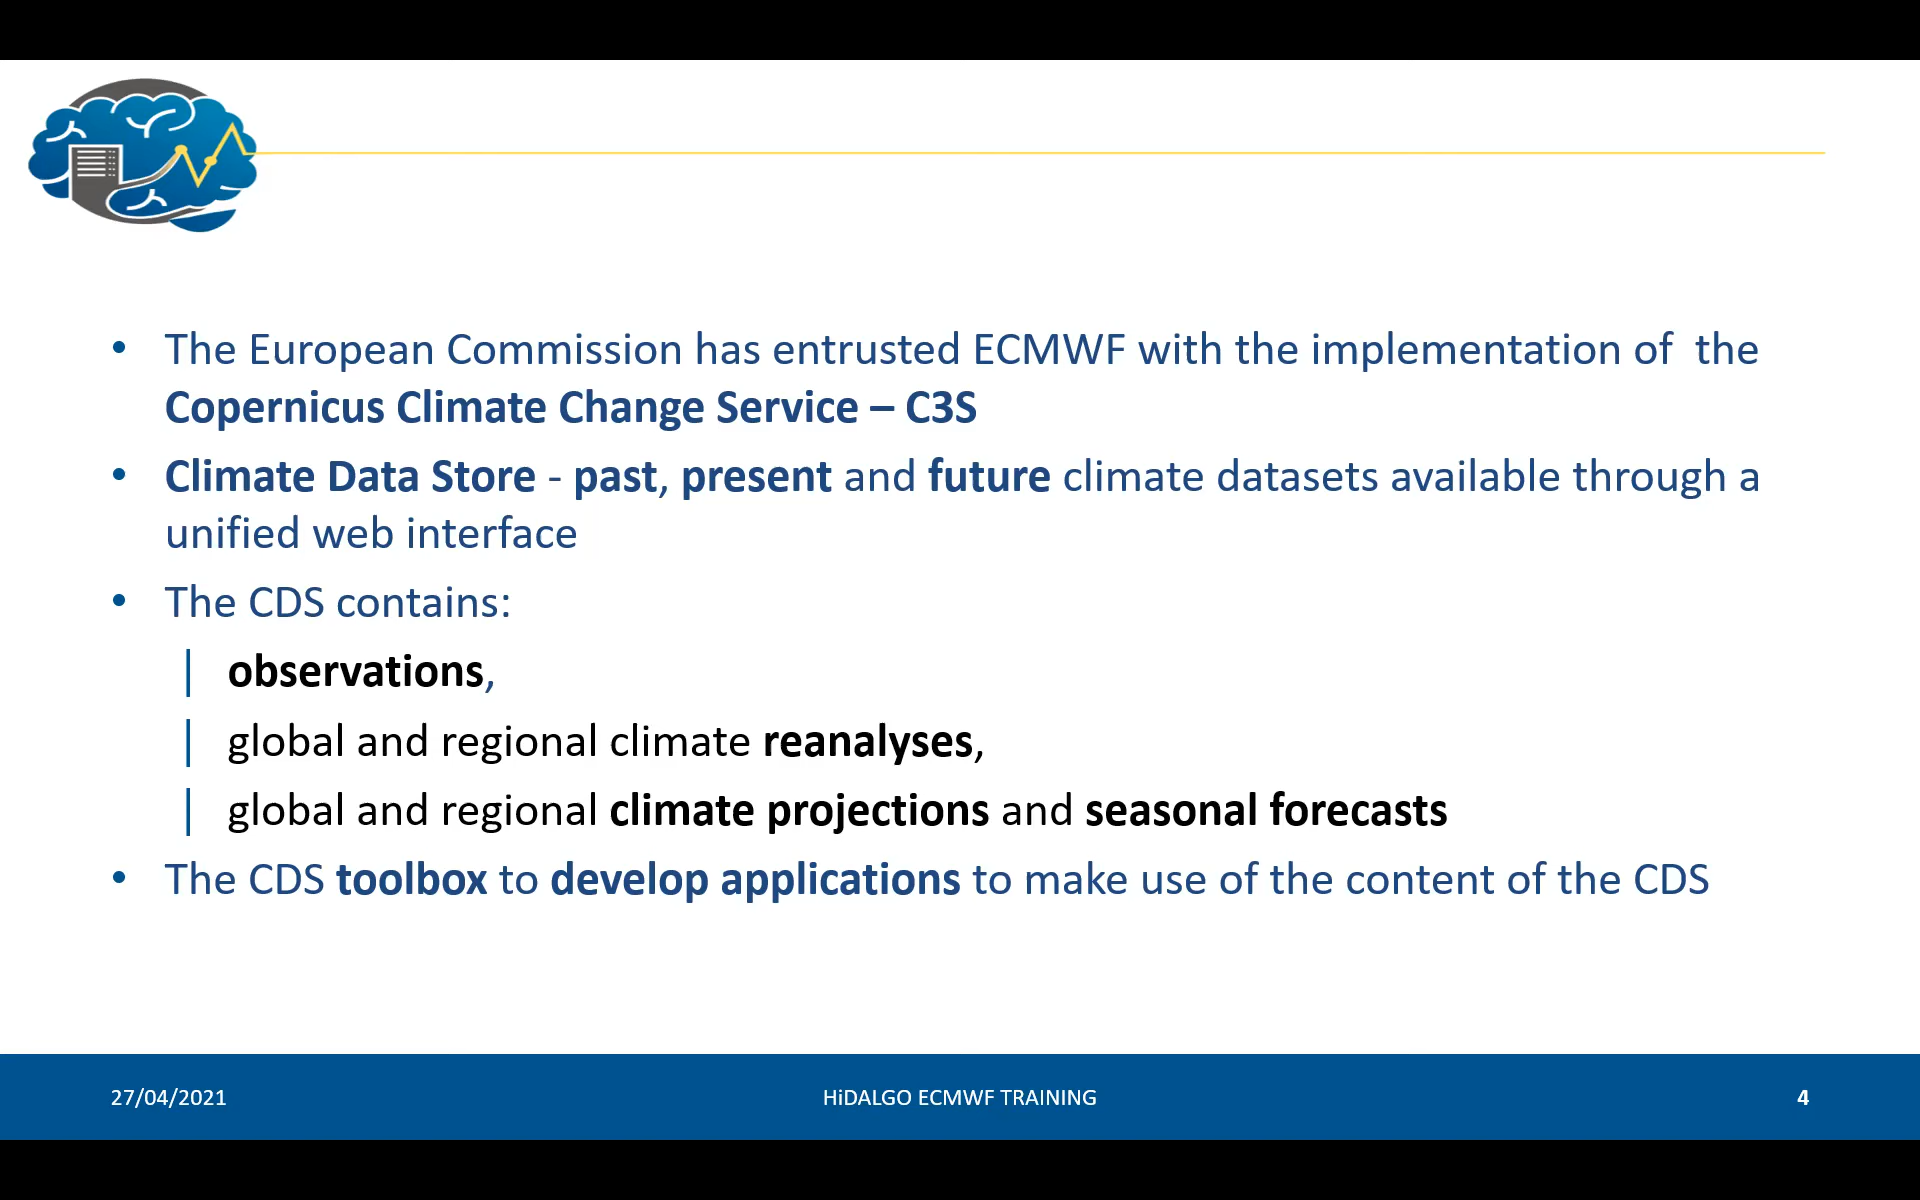 • The European Commission has entrusted ECMWF with the implementation of  the
Copernicus Climate Change Service – C3S
• Climate Data Store - past, present and future climate datasets available through a
unified web interface
• The CDS contains:
| observations,
| global and regional climate reanalyses,
| global and regional climate projections and seasonal forecasts
• The CDS toolbox to develop applications to make use of the content of the CDS
27/04/2021
HiDALGO ECMWF TRAINING
4